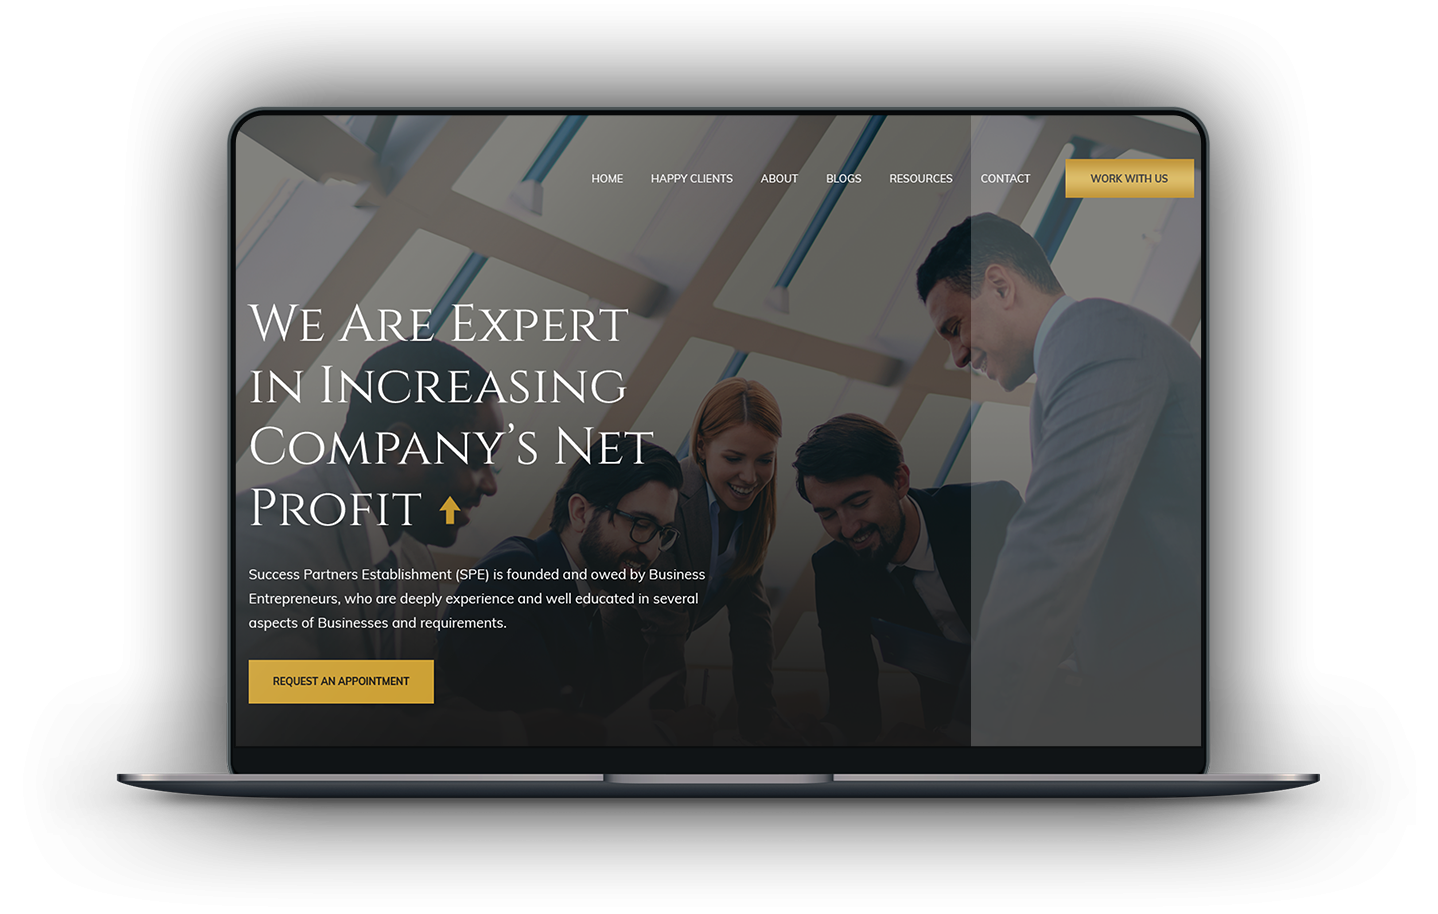 HOME HAPPY CLIENTS ABOUT BLOGS RESOURCES CONTACT WORK WITH US
We Are Expert
in Increasing
Company’s Net
Profit
Success Partners Establishment (SPE) is founded and owed by Business
Entrepreneurs, who are deeply experience and well educated in several
aspects of Businesses and requirements.
REQUEST AN APPOINTMENT